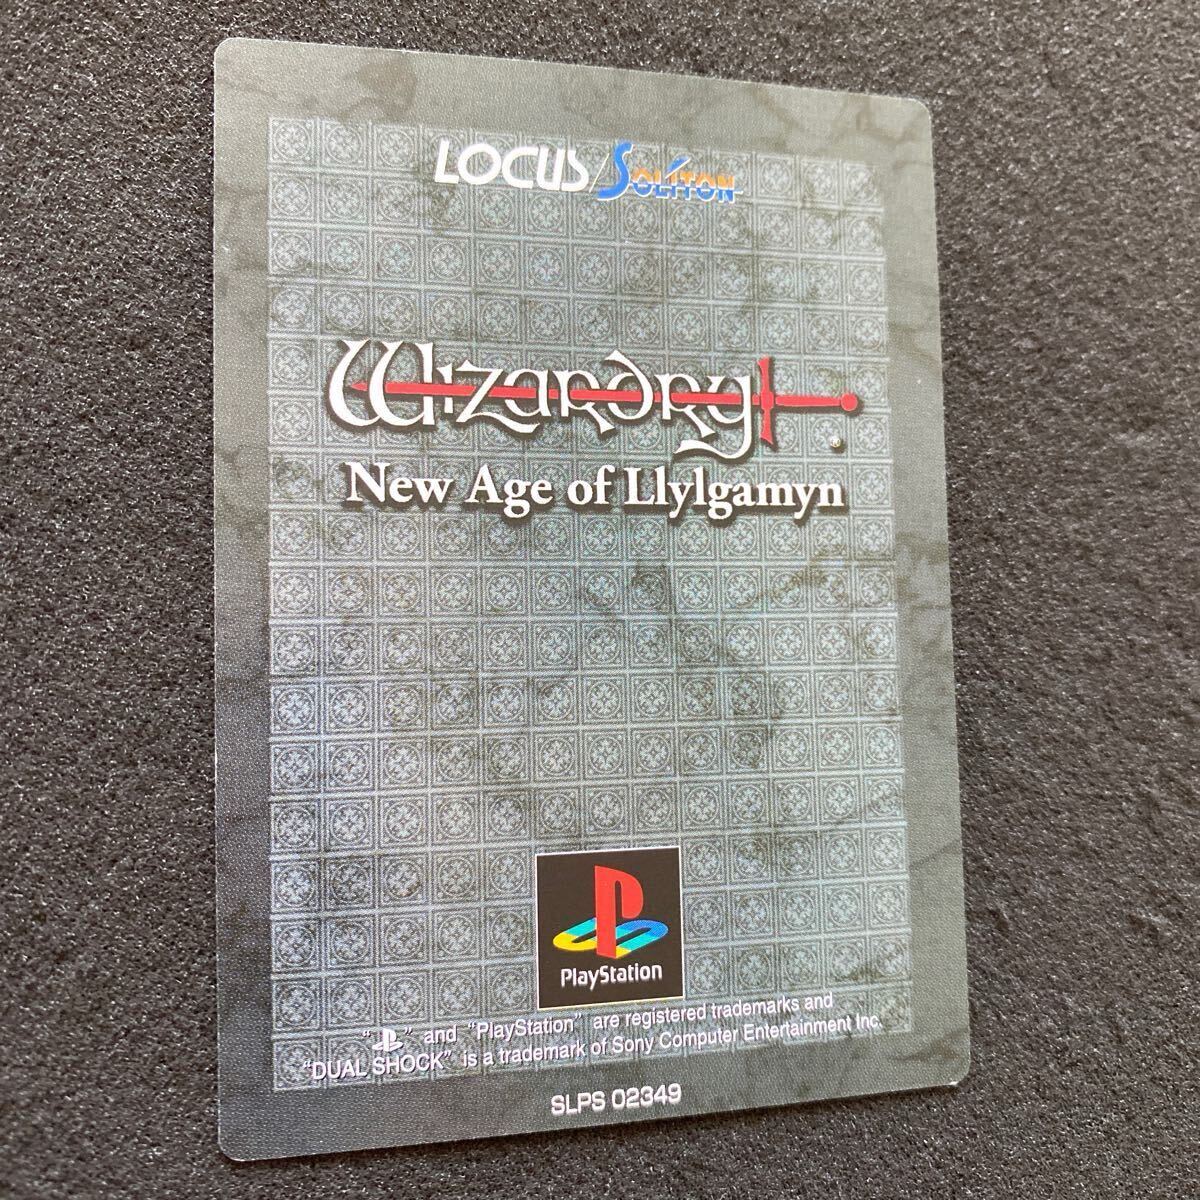 LOCUS/SOLITON
Wizardry®
New Age of Llylgamyn
PlayStation
“ ” and “PlayStation” are registered trademarks and
“DUAL SHOCK” is a trademark of Sony Computer Entertainment Inc.
SLPS 02349